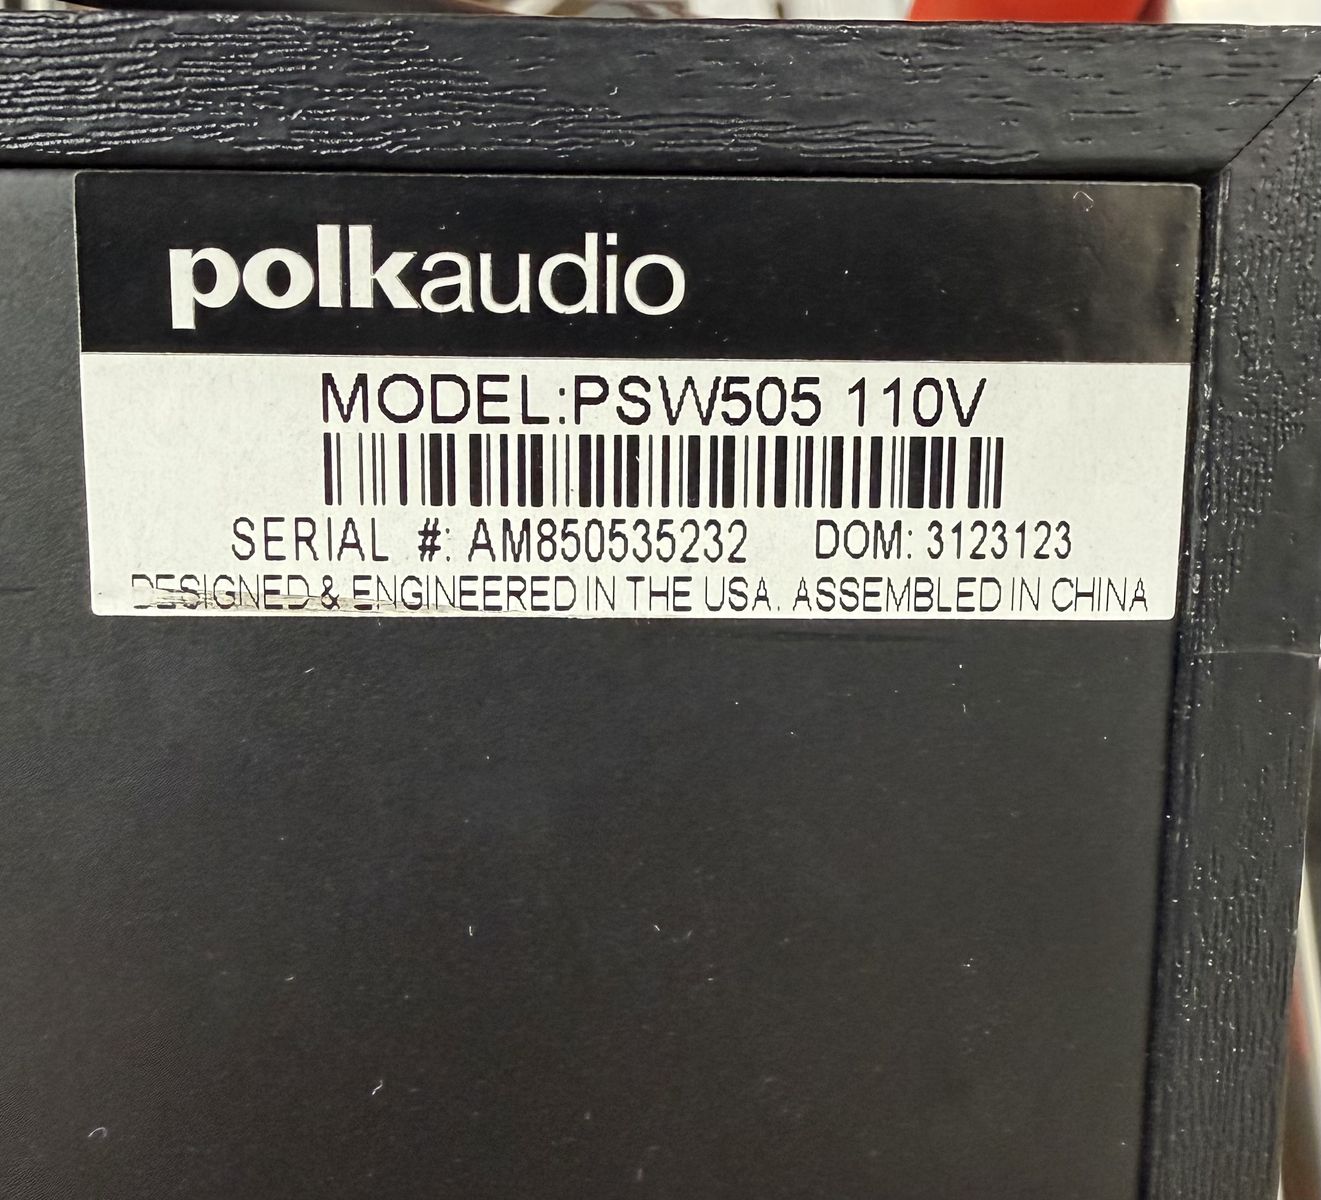 polkaudio
MODEL:PSW505 110V
SERIAL #: AM850535232 DOM: 3123123
DESIGNED & ENGINEERED IN THE USA. ASSEMBLED IN CHINA